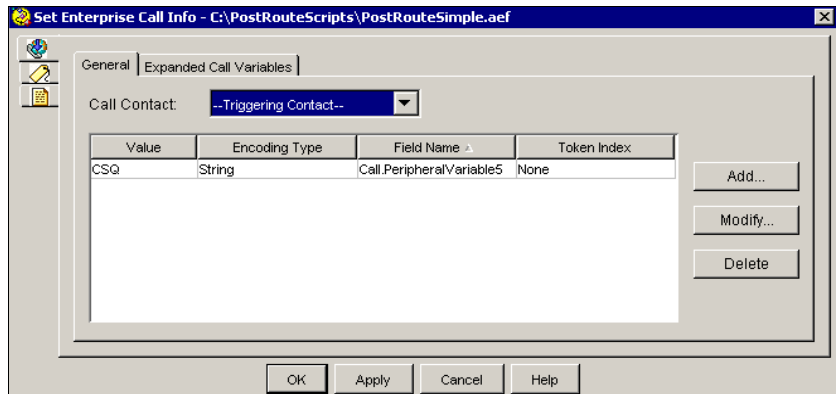 Set Enterprise Call Info - C:\PostRouteScripts\PostRouteSimple.aef
General Expanded Call Variables
Call Contact: --Triggering Contact--
Value Encoding Type Field Name Token Index
CSQ String Call.PeripheralVariable5 None
Add...
Modify...
Delete
OK Apply Cancel Help